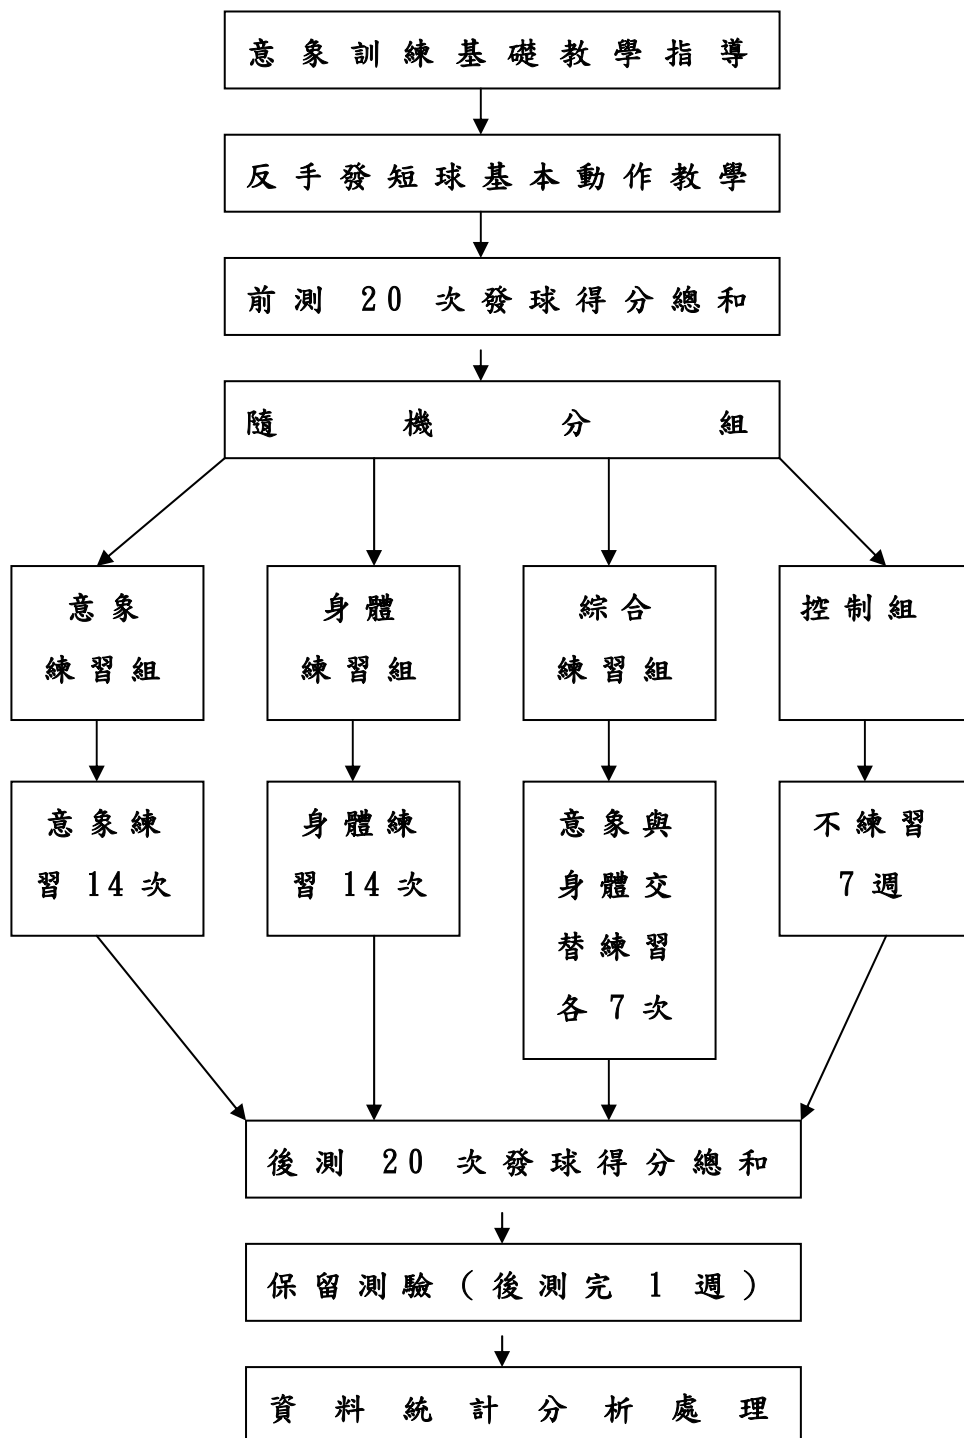 意象訓練基礎教學指導
反手發短球基本動作教學
前測 20 次發球得分總和
隨機分組
意象
練習組
身體
練習組
綜合
練習組
控制組
意象練
習 14 次
身體練
習 14 次
意象與
身體交
替練習
各 7 次
不練習
7 週
後測 20 次發球得分總和
保留測驗(後測完 1 週)
資料統計分析處理